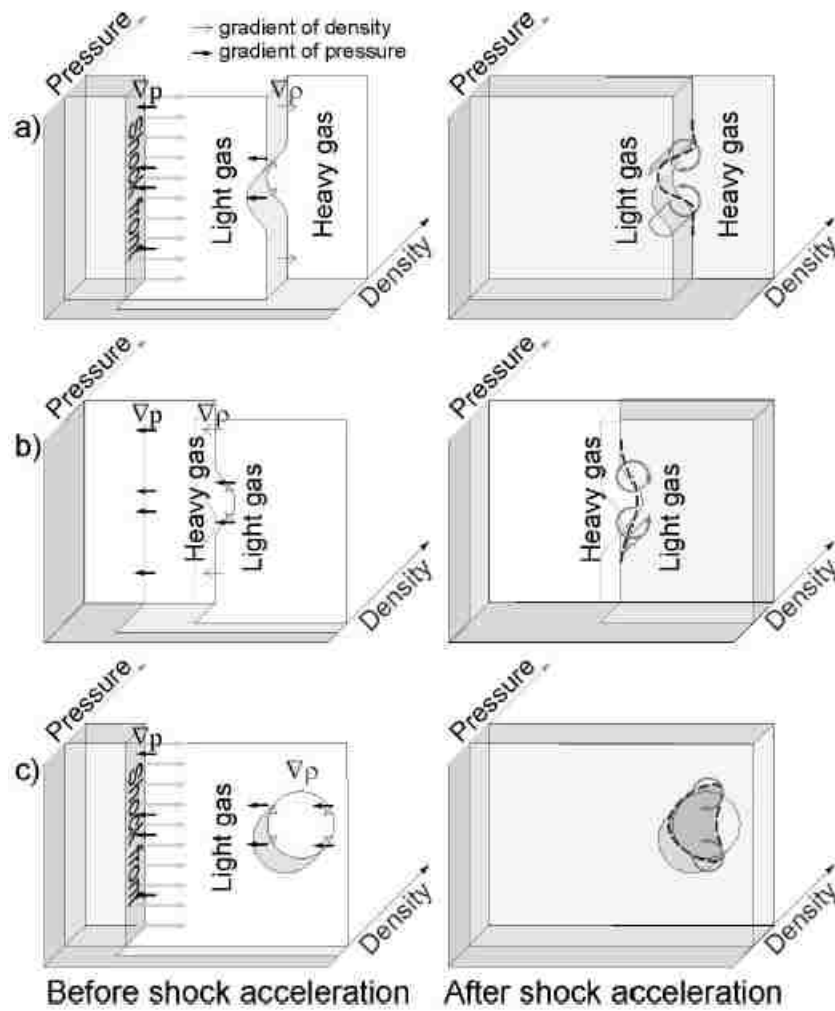 gradient of density
gradient of pressure
a)
Pressure
∇p
∇ρ
Shock front
Light gas
Heavy gas
Density
Pressure
Light gas
Heavy gas
Density
b)
Pressure
∇p
∇ρ
Heavy gas
Light gas
Density
Pressure
Heavy gas
Light gas
Density
c)
Pressure
∇p
Shock front
Light gas
∇ρ
Density
Pressure
Density
Before shock acceleration
After shock acceleration